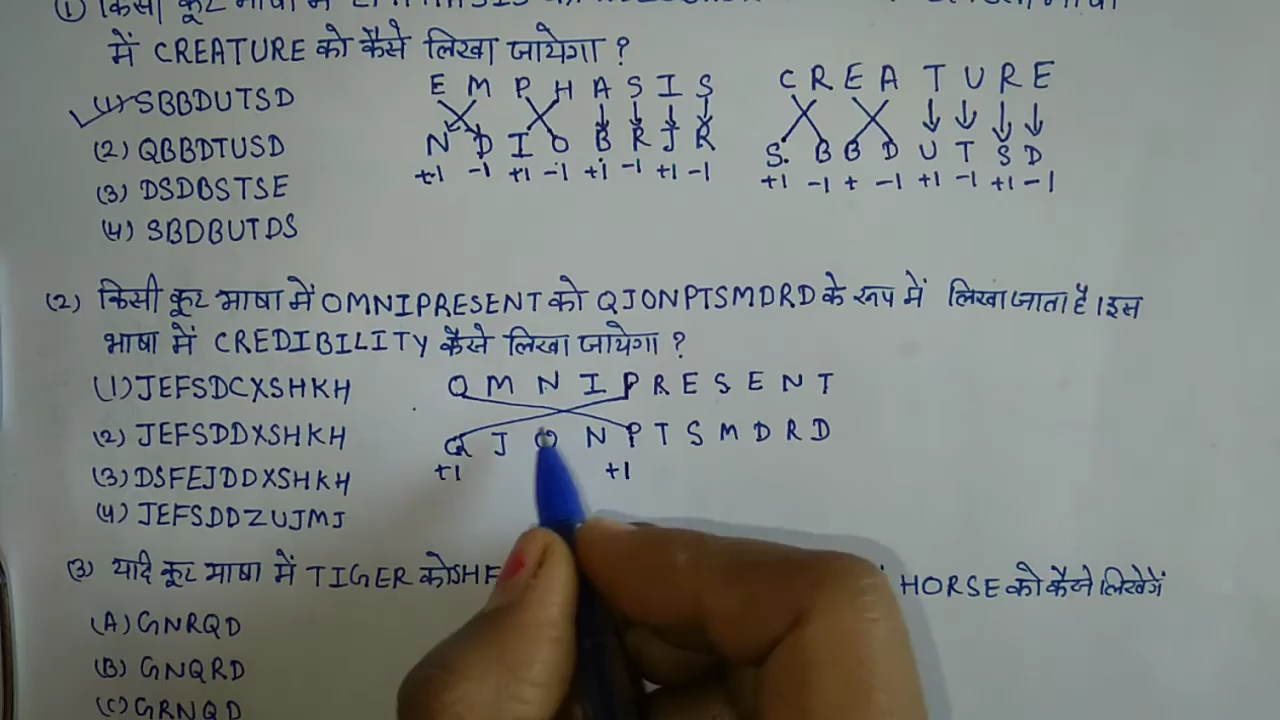 ① किसी कूट भाषा में
में CREATURE को कैसे लिखा जायेगा ?
(1) SBBDUTSD
(2) QBBDTUSD
(3) DSDBSTSE
(4) SBDBUTDS
E M P H A S I S
N D I O B R J R
+1 -1 +1 -1 +1 -1 +1 -1
C R E A T U R E
S. B B D U T S D
+1 -1 + -1 +1 -1 +1 -1
(2) किसी कूट भाषा में OMNIPRESENT को QJONPTSMDRD के रूप में लिखा जाता है। इस
भाषा में CREDIBILITY कैसे लिखा जायेगा ?
(1) JEFSDCXSHKH
(2) JEFSDDXSHKH
(3) DSFEJDDXSHKH
(4) JEFSDDZUJMJ
O M N I P R E S E N T
Q J O N P T S M D R D
+1 +1
(3) यदि कूट भाषा में TIGER को SHF HORSE को कैसे लिखेगें
(A) GNRQD
(B) GNQRD
(C) GRNQD